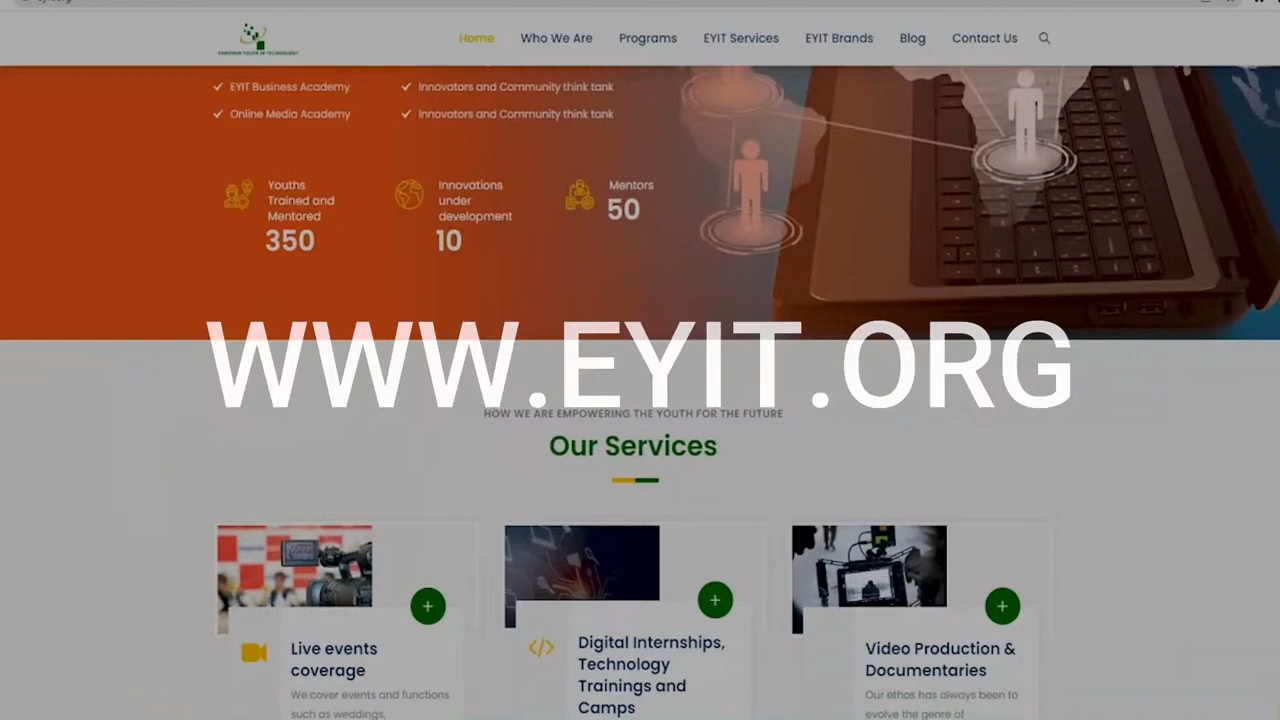 EMPOWER YOUTH IN TECHNOLOGY
Home Who We Are Programs EYIT Services EYIT Brands Blog Contact Us
EYIT Business Academy Innovators and Community think tank
Online Media Academy Innovators and Community think tank
Youths
Trained and
Mentored
350
Innovations
under
development
10
Mentors
50
WWW.EYIT.ORG
HOW WE ARE EMPOWERING THE YOUTH FOR THE FUTURE
Our Services
Live events
coverage
We cover events and functions
such as weddings,
Digital Internships,
Technology
Trainings and
Camps
Video Production &
Documentaries
Our ethos has always been to
evolve the genre of